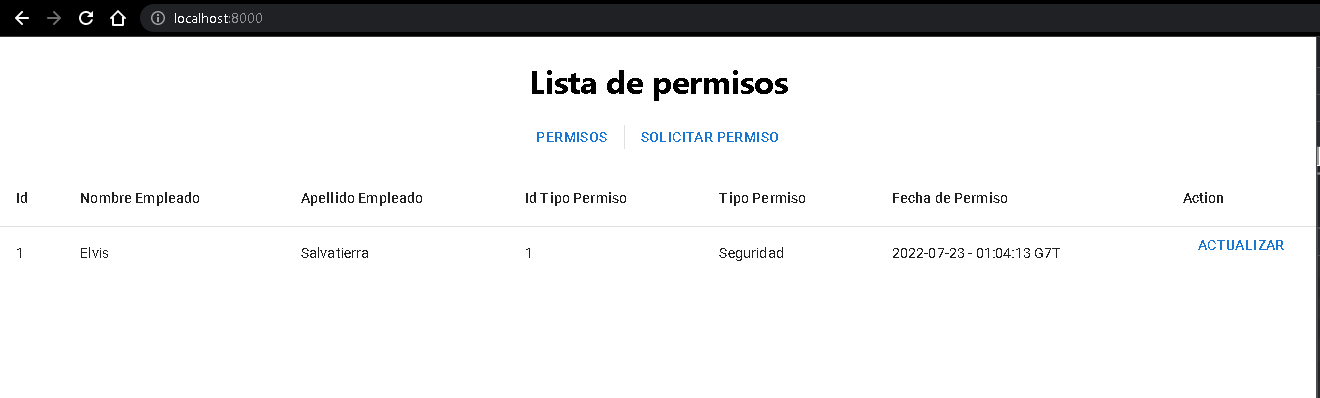 localhost:8000
Lista de permisos
PERMISOS SOLICITAR PERMISO
Id Nombre Empleado Apellido Empleado Id Tipo Permiso Tipo Permiso Fecha de Permiso Action
1 Elvis Salvatierra 1 Seguridad 2022-07-23 - 01:04:13 G7T ACTUALIZAR